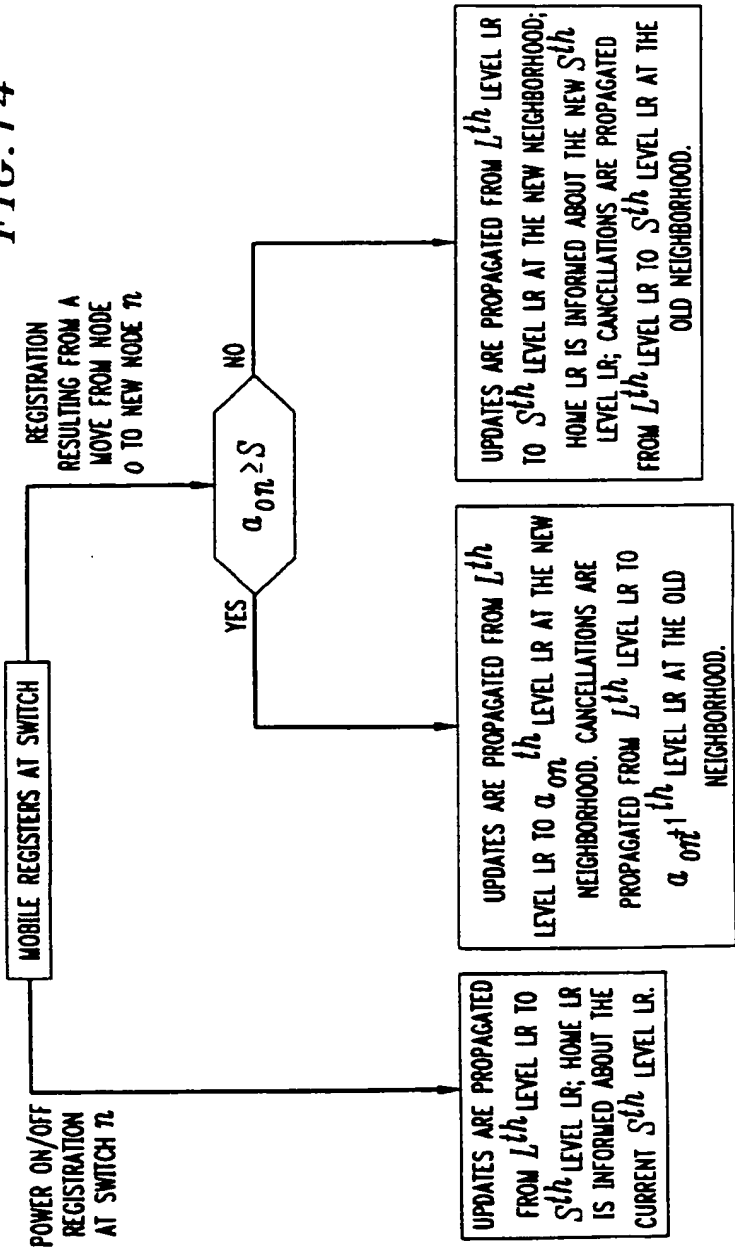 FIG. 14
MOBILE REGISTERS AT SWITCH
POWER ON/OFF
REGISTRATION
AT SWITCH n
REGISTRATION
RESULTING FROM A
MOVE FROM NODE
o TO NEW NODE n
a on ≥ S
YES
NO
UPDATES ARE PROPAGATED
FROM L th LEVEL LR TO
S th LEVEL LR; HOME LR
IS INFORMED ABOUT THE
CURRENT S th LEVEL LR.
UPDATES ARE PROPAGATED FROM L th
LEVEL LR TO a on th LEVEL LR AT THE NEW
NEIGHBORHOOD. CANCELLATIONS ARE
PROPAGATED FROM L th LEVEL LR TO
a on+1 th LEVEL LR AT THE OLD
NEIGHBORHOOD.
UPDATES ARE PROPAGATED FROM L th LEVEL LR
TO S th LEVEL LR AT THE NEW NEIGHBORHOOD;
HOME LR IS INFORMED ABOUT THE NEW S th
LEVEL LR; CANCELLATIONS ARE PROPAGATED
FROM L th LEVEL LR TO S th LEVEL LR AT THE
OLD NEIGHBORHOOD.